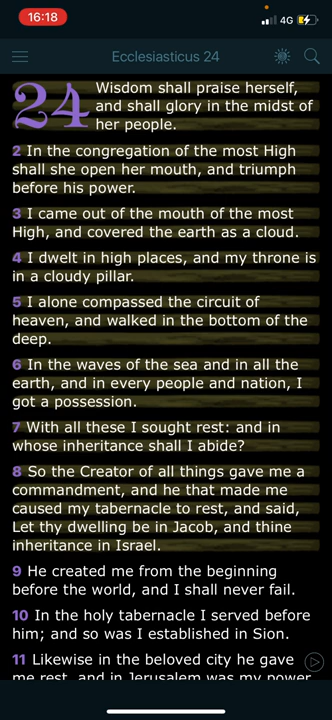 16:18
4G
Ecclesiasticus 24
24 Wisdom shall praise herself,
and shall glory in the midst of
her people.
2 In the congregation of the most High
shall she open her mouth, and triumph
before his power.
3 I came out of the mouth of the most
High, and covered the earth as a cloud.
4 I dwelt in high places, and my throne is
in a cloudy pillar.
5 I alone compassed the circuit of
heaven, and walked in the bottom of the
deep.
6 In the waves of the sea and in all the
earth, and in every people and nation, I
got a possession.
7 With all these I sought rest: and in
whose inheritance shall I abide?
8 So the Creator of all things gave me a
commandment, and he that made me
caused my tabernacle to rest, and said,
Let thy dwelling be in Jacob, and thine
inheritance in Israel.
9 He created me from the beginning
before the world, and I shall never fail.
10 In the holy tabernacle I served before
him; and so was I established in Sion.
11 Likewise in the beloved city he gave
me rest, and in Jerusalem was my power